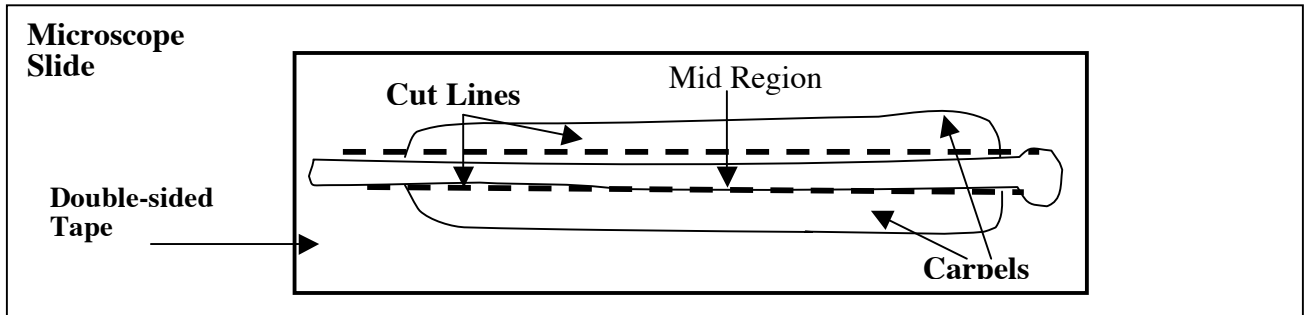 Microscope
Slide
Mid Region
Cut Lines
Double-sided
Tape
Carpels